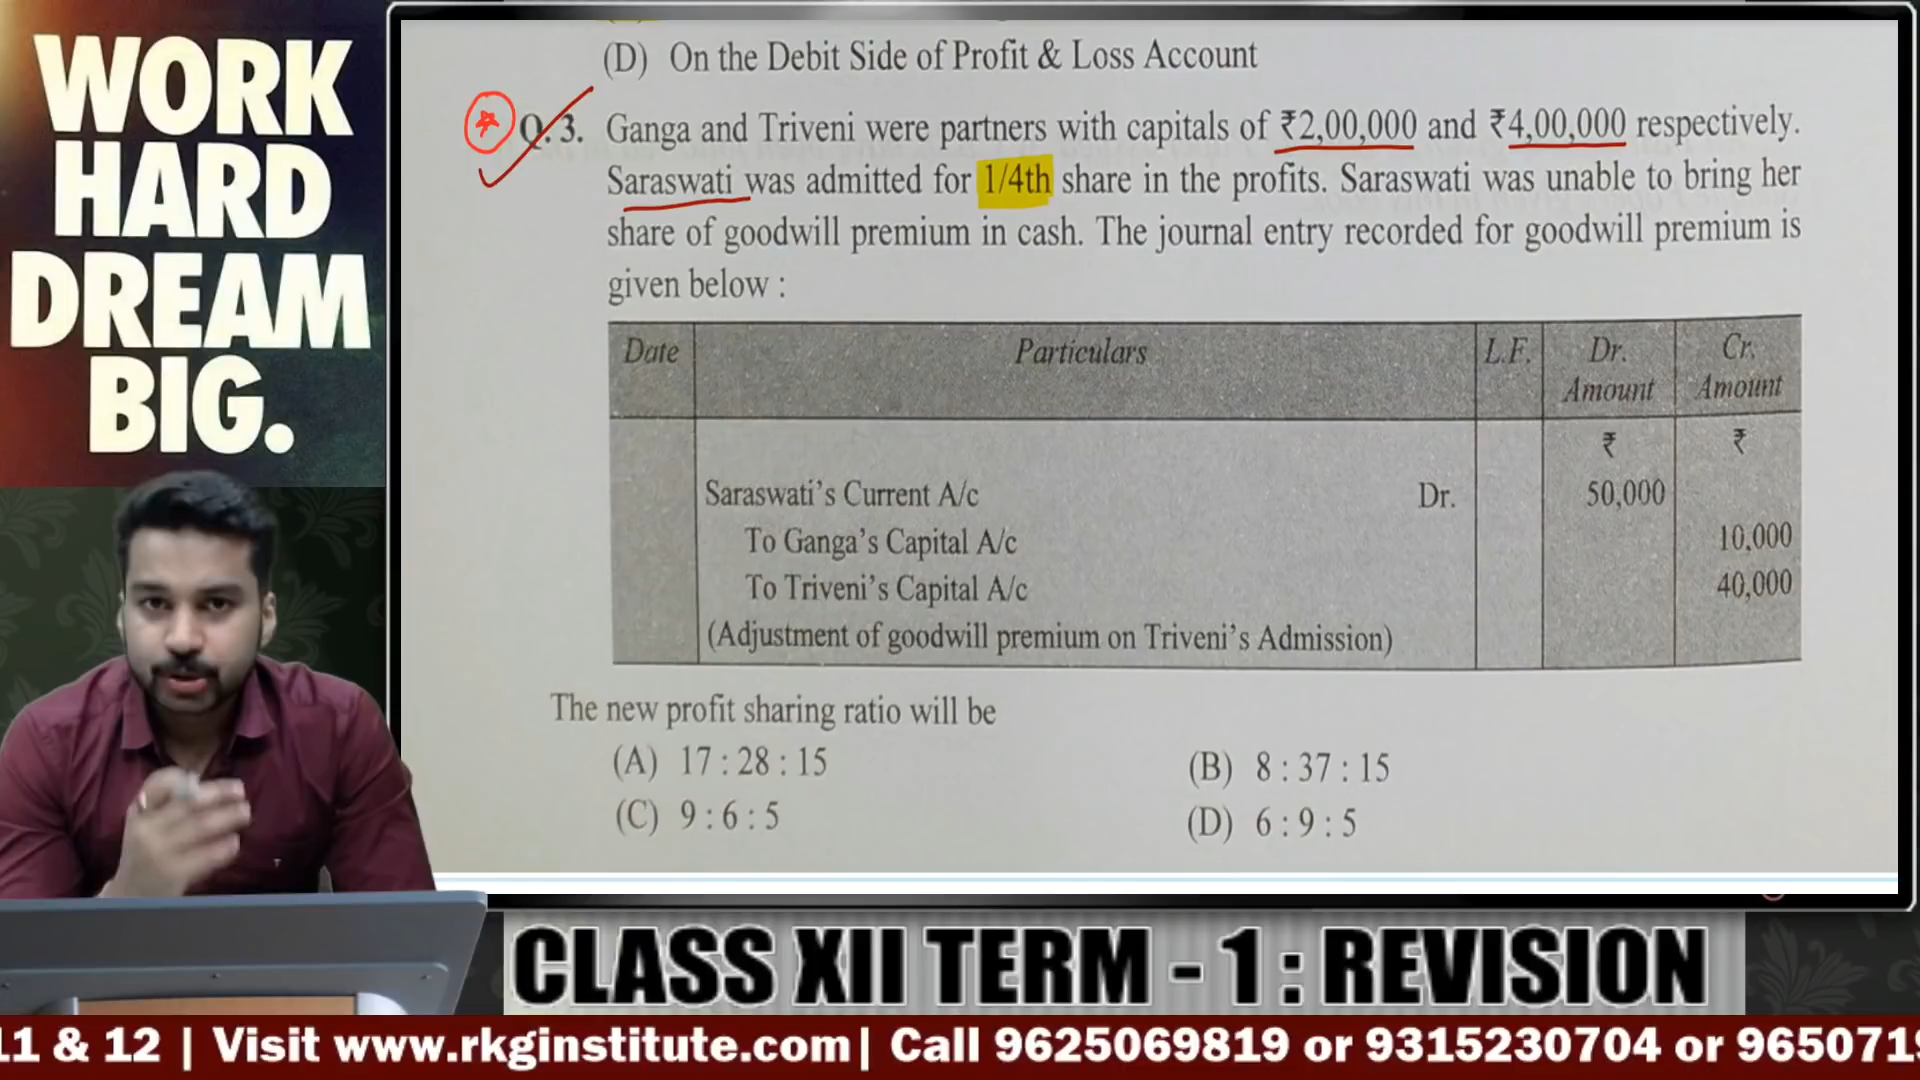 WORK
HARD
DREAM
BIG.
(D) On the Debit Side of Profit & Loss Account
Q. 3. Ganga and Triveni were partners with capitals of ₹2,00,000 and ₹4,00,000 respectively.
Saraswati was admitted for 1/4th share in the profits. Saraswati was unable to bring her
share of goodwill premium in cash. The journal entry recorded for goodwill premium is
given below :
Date Particulars L.F. Dr. Amount Cr. Amount
₹ ₹
Saraswati's Current A/c Dr. 50,000
To Ganga's Capital A/c 10,000
To Triveni's Capital A/c 40,000
(Adjustment of goodwill premium on Triveni's Admission)
The new profit sharing ratio will be
(A) 17 : 28 : 15 (B) 8 : 37 : 15
(C) 9 : 6 : 5 (D) 6 : 9 : 5
CLASS XII TERM - 1 : REVISION
11 & 12 | Visit www.rkginstitute.com | Call 9625069819 or 9315230704 or 965071